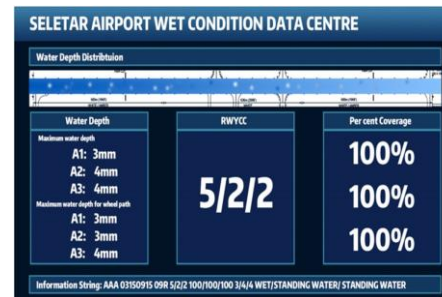 SELETAR AIRPORT WET CONDITION DATA CENTRE
Water Depth Distribtuion
Water Depth
Maximum water depth
A1: 3mm
A2: 4mm
A3: 4mm
Maximum water depth for wheel path
A1: 3mm
A2: 3mm
A3: 4mm
RWYCC
5/2/2
Per cent Coverage
100%
100%
100%
Information String: AAA 03150915 09R 5/2/2 100/100/100 3/4/4 WET/STANDING WATER/ STANDING WATER